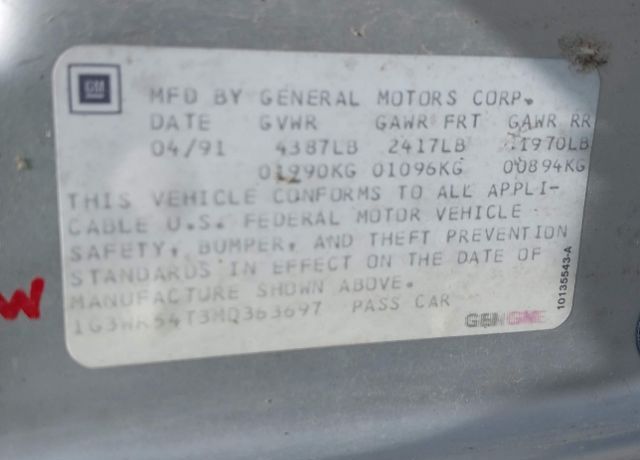 GM
MFD BY GENERAL MOTORS CORP.
DATE GVWR GAWR FRT GAWR RR
04/91 4387LB 2417LB 1970LB
01990KG 01096KG 00894KG
THIS VEHICLE CONFORMS TO ALL APPLI-
CABLE U.S. FEDERAL MOTOR VEHICLE
SAFETY, BUMPER, AND THEFT PREVENTION
STANDARDS IN EFFECT ON THE DATE OF
MANUFACTURE SHOWN ABOVE.
PASS CAR
10135543-A
W